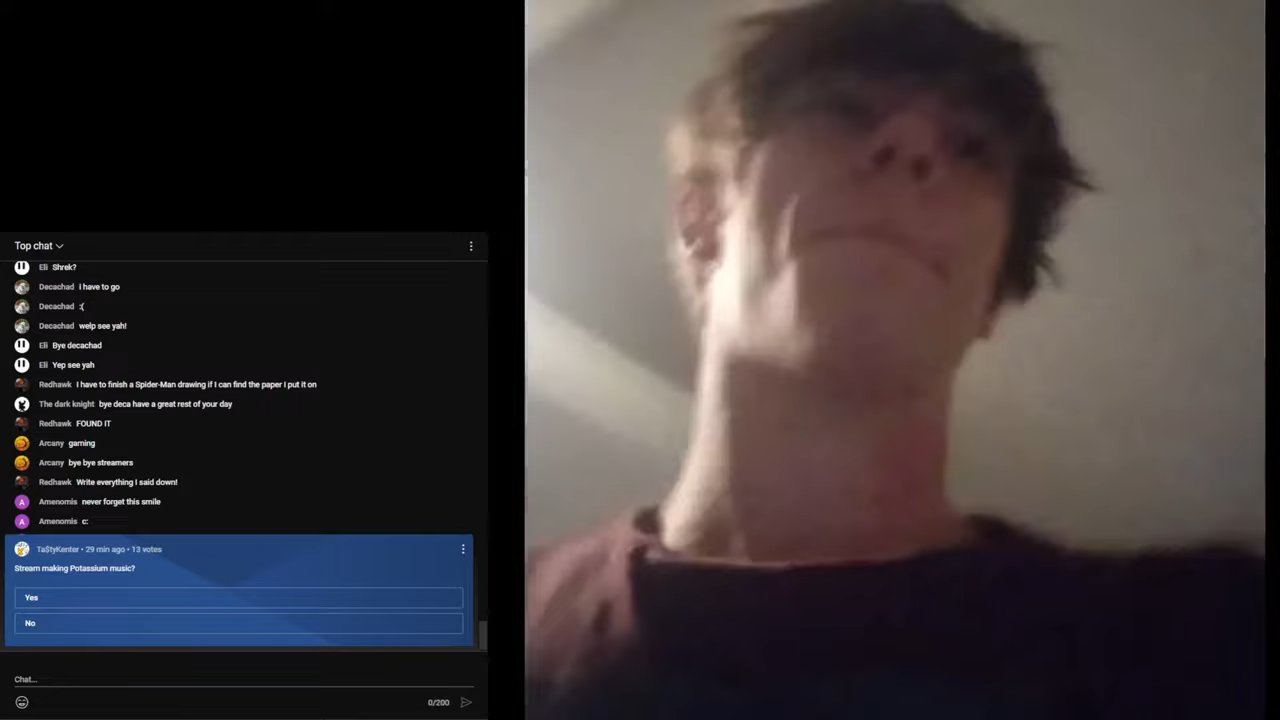 Top chat
Eli Shrek?
Decachad i have to go
Decachad :(
Decachad welp see yah!
Eli Bye decachad
Eli Yep see yah
Redhawk I have to finish a Spider-Man drawing if I can find the paper I put it on
The dark knight bye deca have a great rest of your day
Redhawk FOUND IT
Arcany gaming
Arcany bye bye streamers
Redhawk Write everything I said down!
A Amenomis never forget this smile
A Amenomis c:
Ta$tyKenter • 29 min ago • 13 votes
Stream making Potassium music?
Yes
No
Chat...
0/200